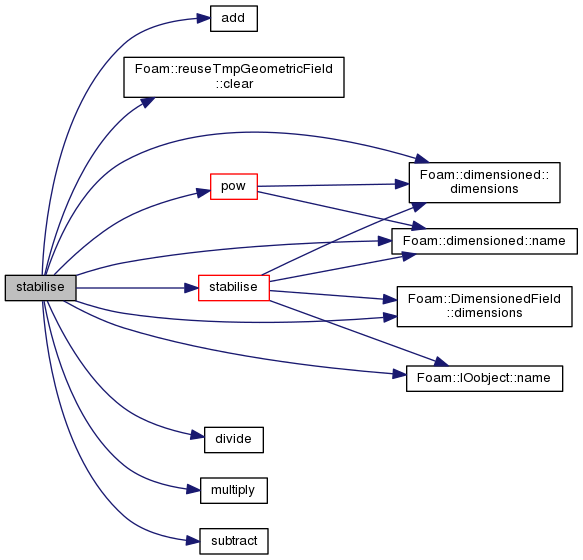 add
Foam::reuseTmpGeometricField
::clear
Foam::dimensioned::
dimensions
pow
Foam::dimensioned::name
stabilise
stabilise
Foam::DimensionedField
::dimensions
Foam::IOobject::name
divide
multiply
subtract